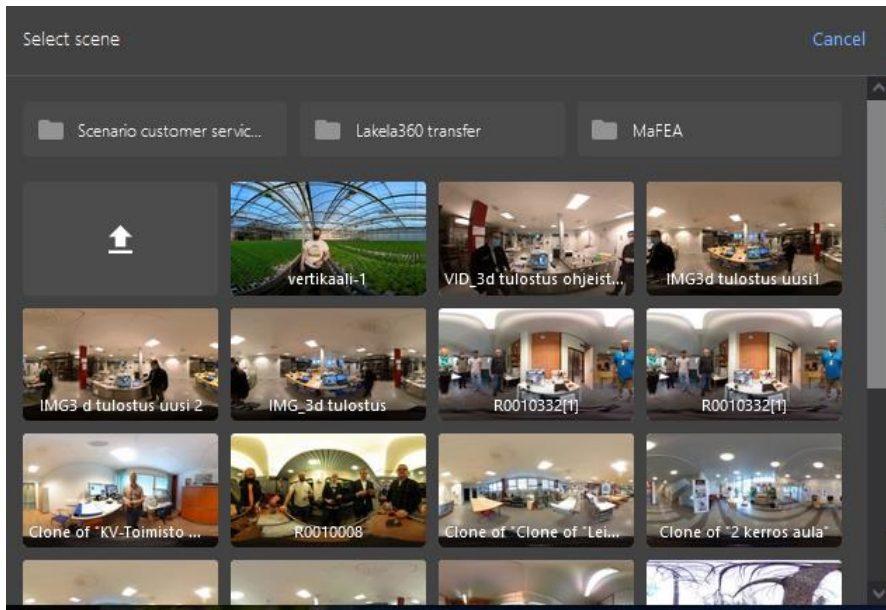 Select scene
Cancel
Scenario customer servic...
Lakela360 transfer
MaFEA
vertikaali-1
VID_3d tulostus ohjeist...
IMG3d tulostus uusi1
IMG3 d tulostus uusi 2
IMG_3d tulostus
R0010332[1]
R0010332[1]
Clone of "KV-Toimisto ...
R0010008
Clone of "Clone of "Lei...
Clone of "2 kerros aula"